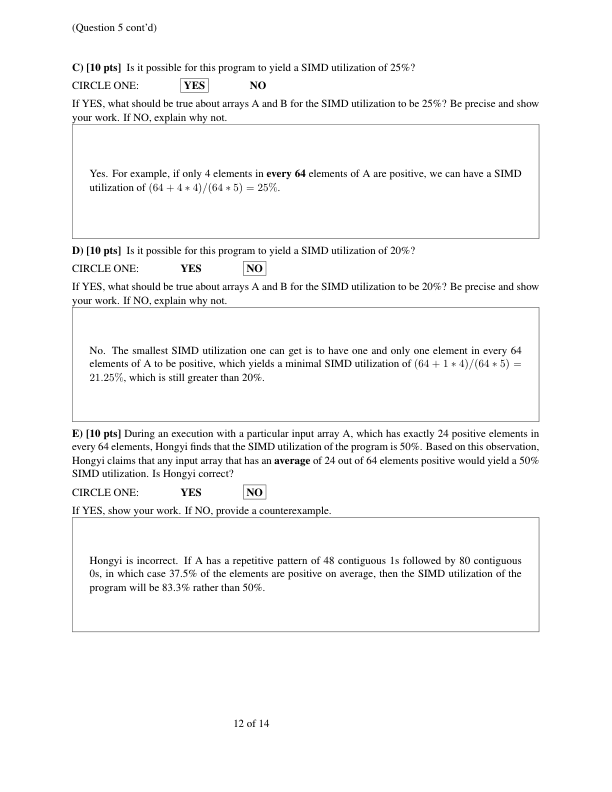 (Question 5 cont’d)
C) [10 pts] Is it possible for this program to yield a SIMD utilization of 25%?
CIRCLE ONE: YES NO
If YES, what should be true about arrays A and B for the SIMD utilization to be 25%? Be precise and show
your work. If NO, explain why not.
Yes. For example, if only 4 elements in every 64 elements of A are positive, we can have a SIMD
utilization of (64 + 4 ∗ 4)/(64 ∗ 5) = 25%.
D) [10 pts] Is it possible for this program to yield a SIMD utilization of 20%?
CIRCLE ONE: YES NO
If YES, what should be true about arrays A and B for the SIMD utilization to be 20%? Be precise and show
your work. If NO, explain why not.
No. The smallest SIMD utilization one can get is to have one and only one element in every 64
elements of A to be positive, which yields a minimal SIMD utilization of (64 + 1 ∗ 4)/(64 ∗ 5) =
21.25%, which is still greater than 20%.
E) [10 pts] During an execution with a particular input array A, which has exactly 24 positive elements in
every 64 elements, Hongyi finds that the SIMD utilization of the program is 50%. Based on this observation,
Hongyi claims that any input array that has an average of 24 out of 64 elements positive would yield a 50%
SIMD utilization. Is Hongyi correct?
CIRCLE ONE: YES NO
If YES, show your work. If NO, provide a counterexample.
Hongyi is incorrect. If A has a repetitive pattern of 48 contiguous 1s followed by 80 contiguous
0s, in which case 37.5% of the elements are positive on average, then the SIMD utilization of the
program will be 83.3% rather than 50%.
12 of 14